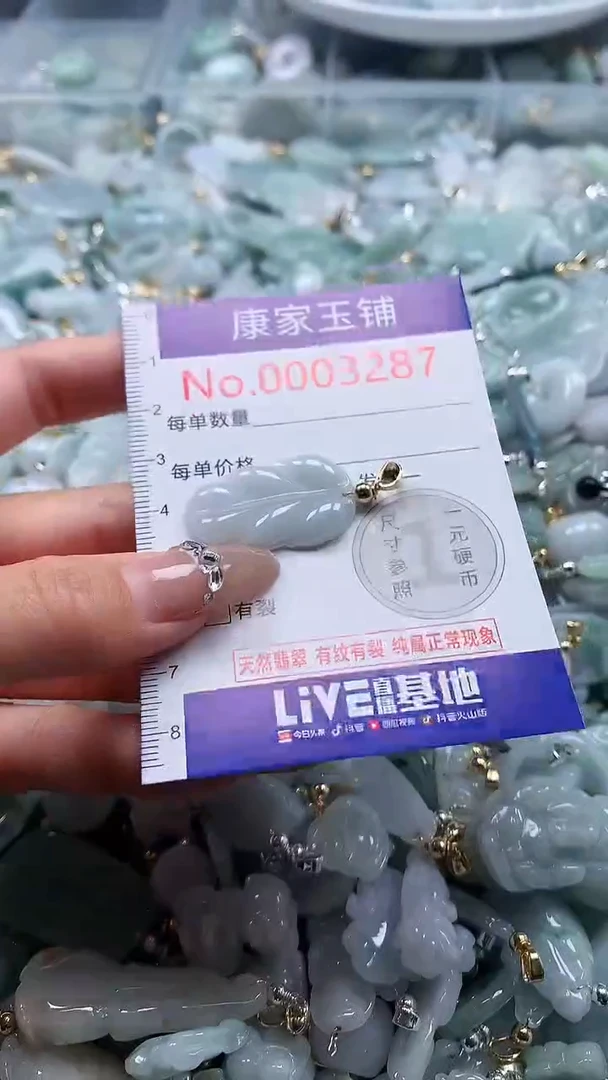 康家玉铺
No.0003287
1
2
每单数量
3
每单价格
发
4
尺寸参照
一元硬币
1
有裂
天然翡翠 有纹有裂 纯属正常现象
7
LiVE直播基地
8
今日头条 抖音 西瓜视频 抖音火山版